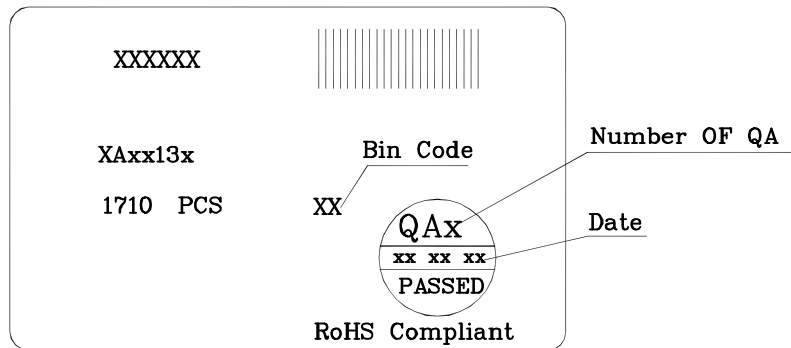 XXXXXX
XAxx13x
1710 PCS
XX
Bin Code
Number OF QA
QAx
Date
xx xx xx
PASSED
RoHS Compliant